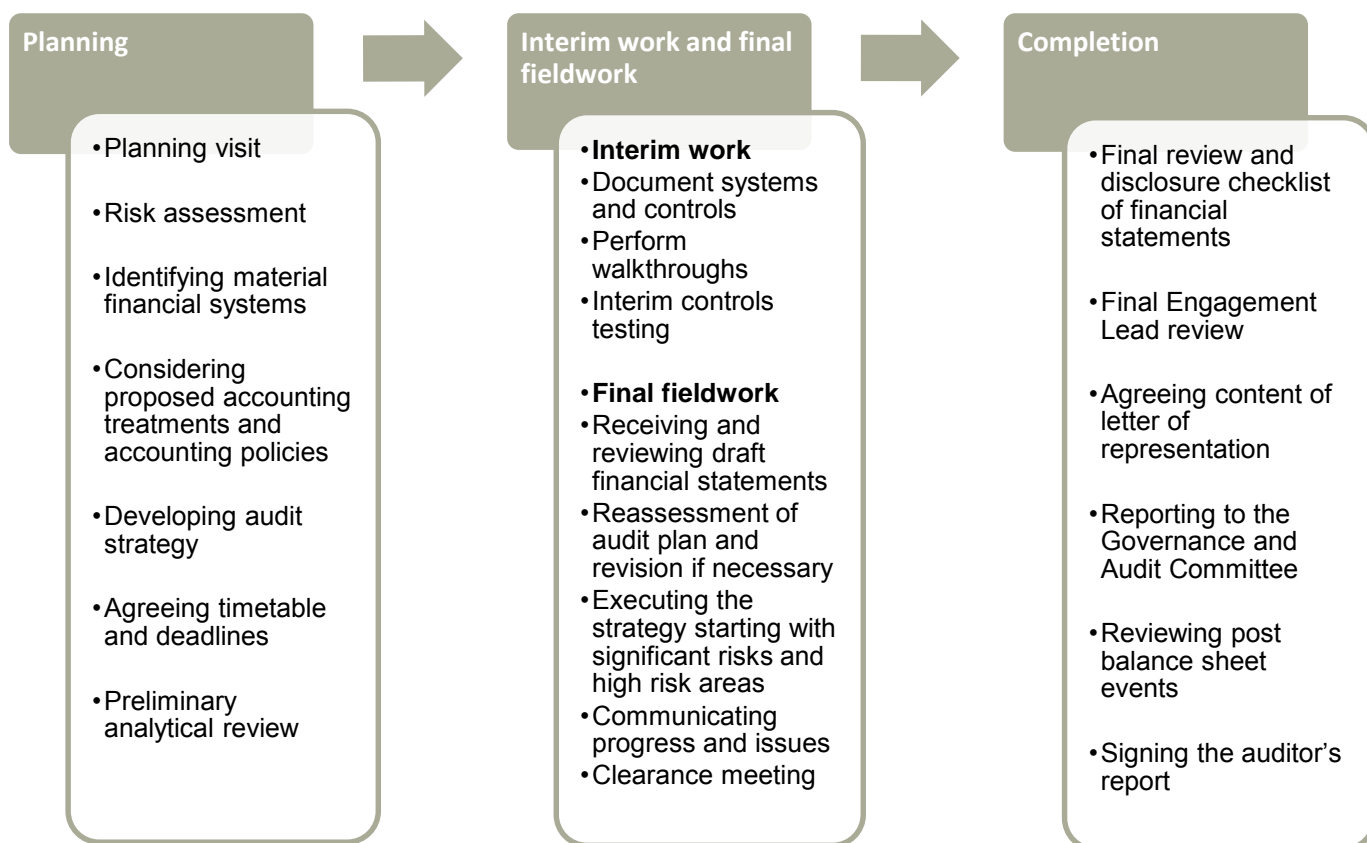 Planning
•Planning visit
•Risk assessment
•Identifying material
financial systems
•Considering
proposed accounting
treatments and
accounting policies
•Developing audit
strategy
•Agreeing timetable
and deadlines
•Preliminary
analytical review
Interim work and final
fieldwork
•Interim work
•Document systems
and controls
•Perform
walkthroughs
•Interim controls
testing
•Final fieldwork
•Receiving and
reviewing draft
financial statements
•Reassessment of
audit plan and
revision if necessary
•Executing the
strategy starting with
significant risks and
high risk areas
•Communicating
progress and issues
•Clearance meeting
Completion
•Final review and
disclosure checklist
of financial
statements
•Final Engagement
Lead review
•Agreeing content of
letter of
representation
•Reporting to the
Governance and
Audit Committee
•Reviewing post
balance sheet
events
•Signing the auditor’s
report